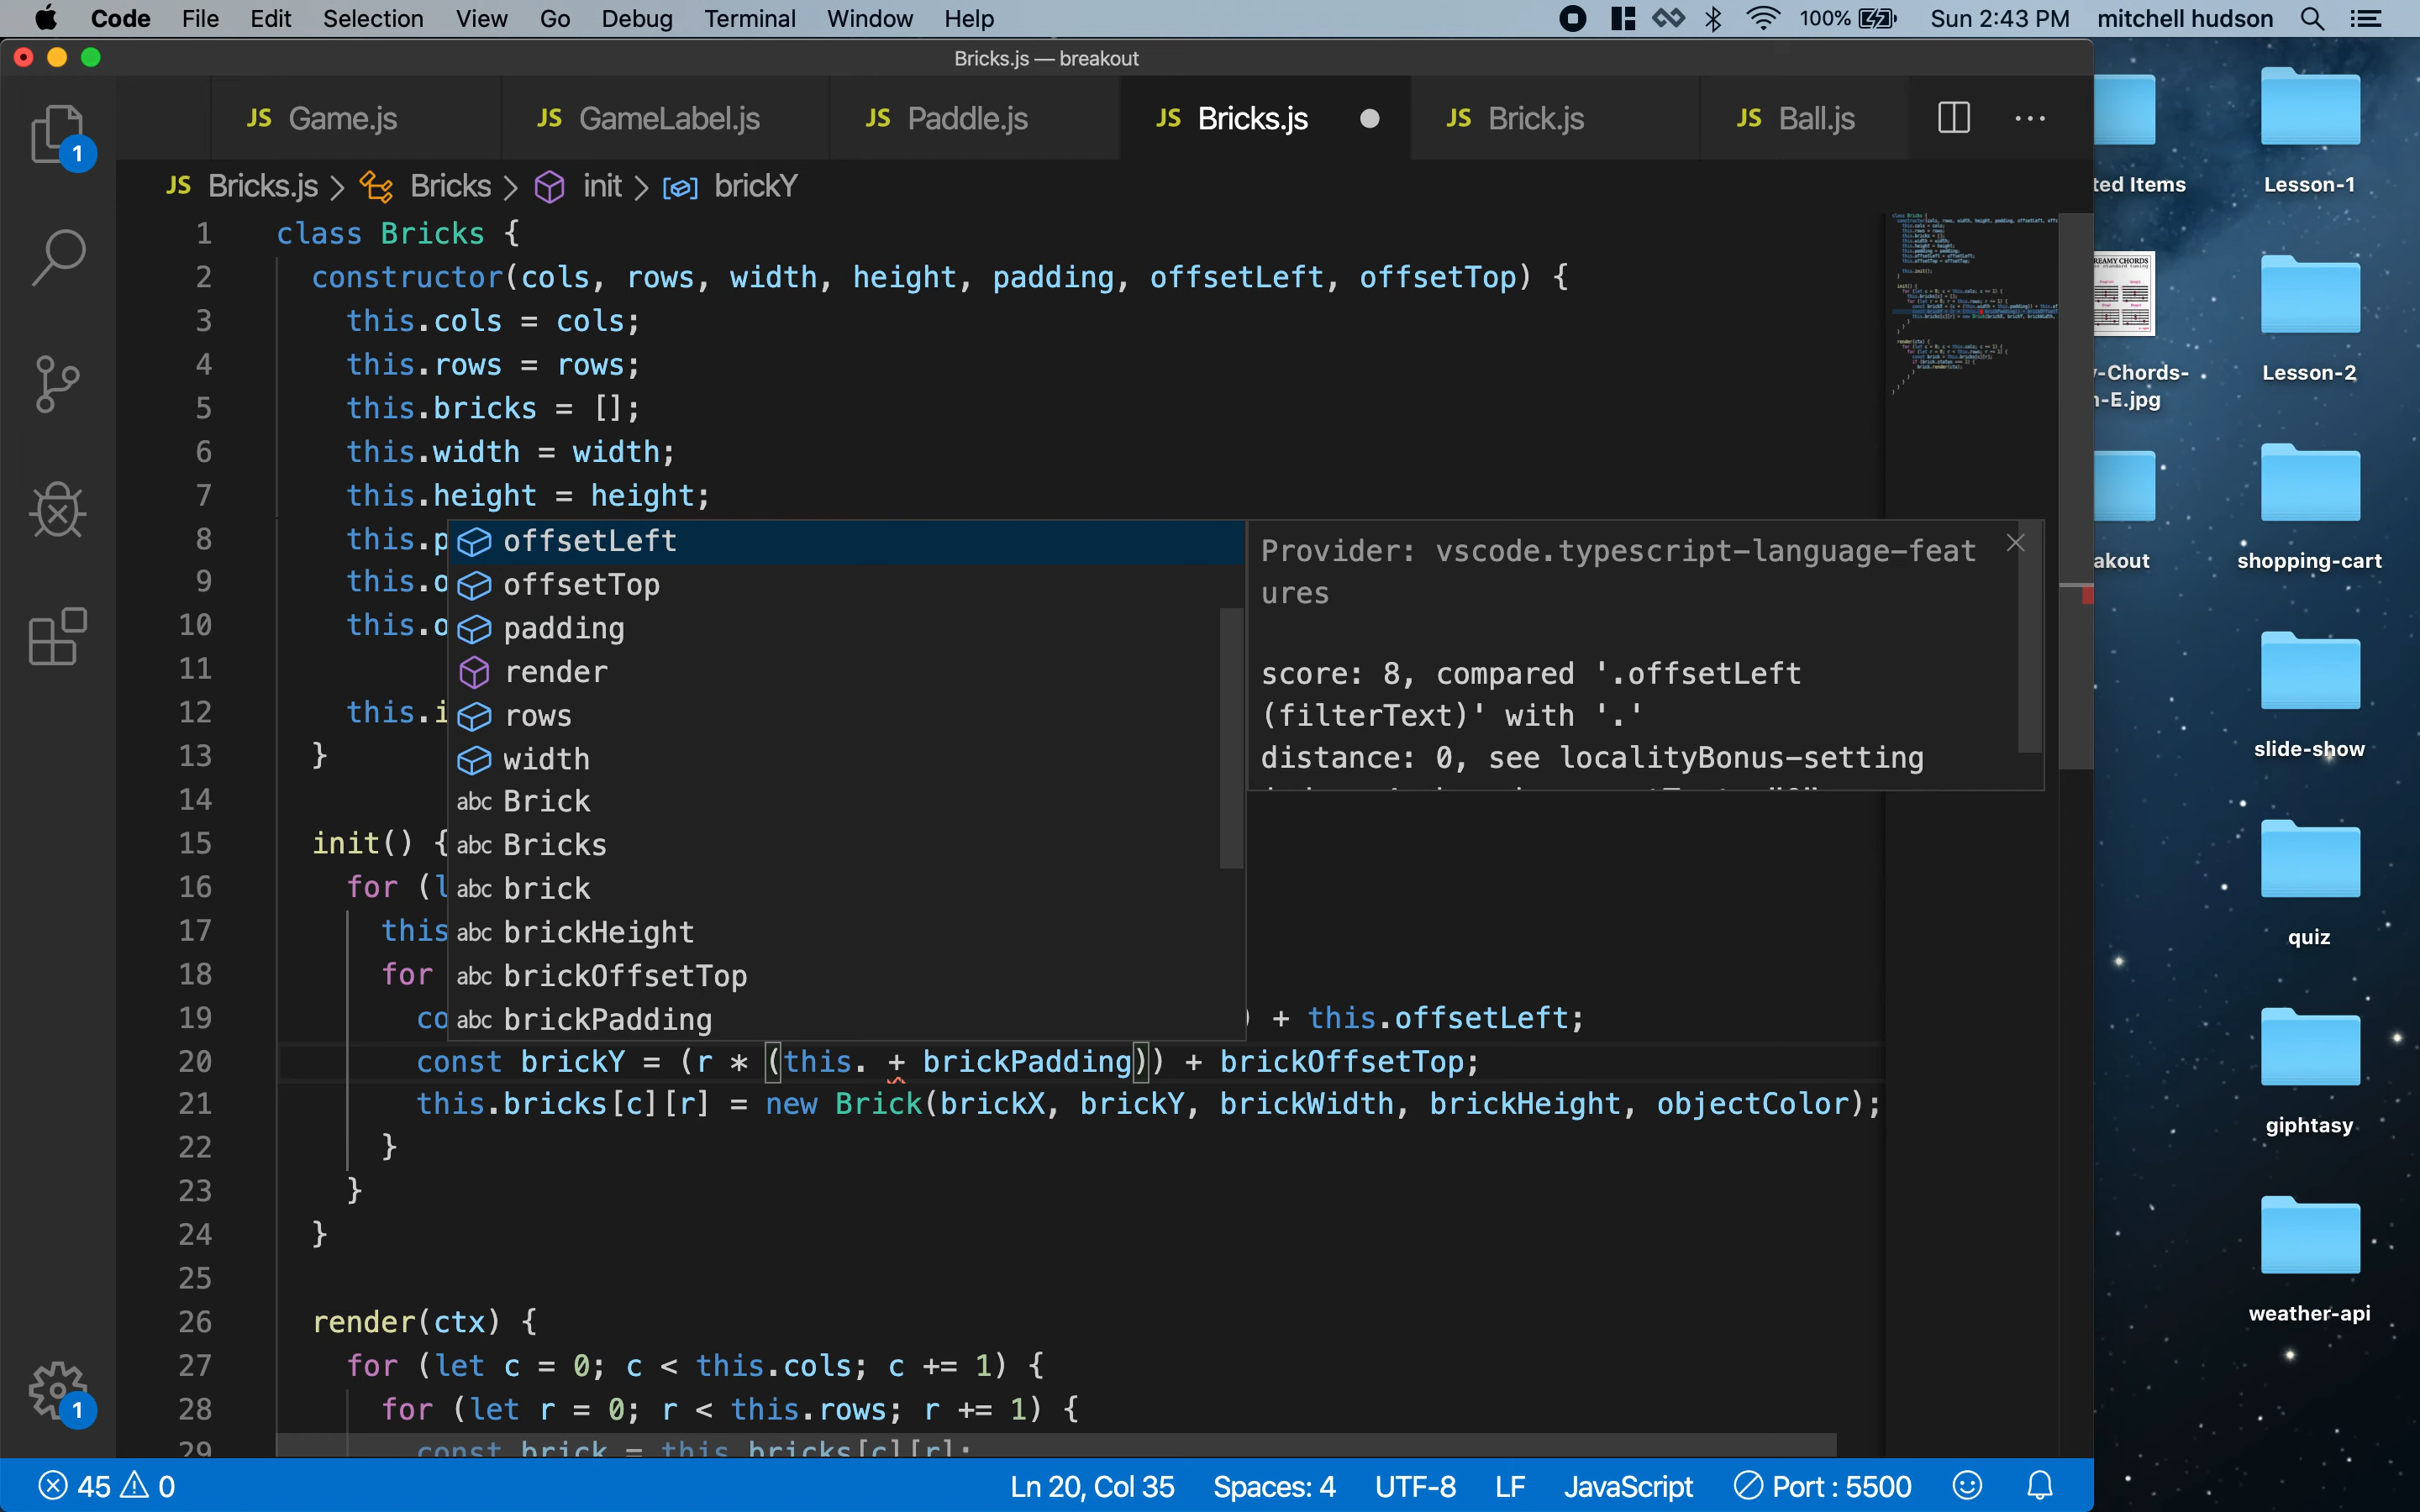 Code File Edit Selection View Go Debug Terminal Window Help 100% Sun 2:43 PM mitchell hudson
Bricks.js — breakout
JS Game.js JS GameLabel.js JS Paddle.js JS Bricks.js JS Brick.js JS Ball.js
JS Bricks.js > Bricks > init > brickY
1 class Bricks {
2 constructor(cols, rows, width, height, padding, offsetLeft, offsetTop) {
3 this.cols = cols;
4 this.rows = rows;
5 this.bricks = [];
6 this.width = width;
7 this.height = height;
8 this.p
9 this.o
10 this.o
11
12 this.i
13 }
14
15 init() {
16 for (l
17 this
18 for
19 co ) + this.offsetLeft;
20 const brickY = (r * (this. + brickPadding)) + brickOffsetTop;
21 this.bricks[c][r] = new Brick(brickX, brickY, brickWidth, brickHeight, objectColor);
22 }
23 }
24 }
25
26 render(ctx) {
27 for (let c = 0; c < this.cols; c += 1) {
28 for (let r = 0; r < this.rows; r += 1) {
29 const brick = this.bricks[c][r];
offsetLeft
offsetTop
padding
render
rows
width
abc Brick
abc Bricks
abc brick
abc brickHeight
abc brickOffsetTop
abc brickPadding
Provider: vscode.typescript-language-feat
ures
score: 8, compared '.offsetLeft
(filterText)' with '.'
distance: 0, see localityBonus-setting
1
1
45 0 Ln 20, Col 35 Spaces: 4 UTF-8 LF JavaScript Port : 5500
ted Items
Lesson-1
REAMY CHORDS
-Chords-
-E.jpg
Lesson-2
akout
shopping-cart
slide-show
quiz
giphtasy
weather-api